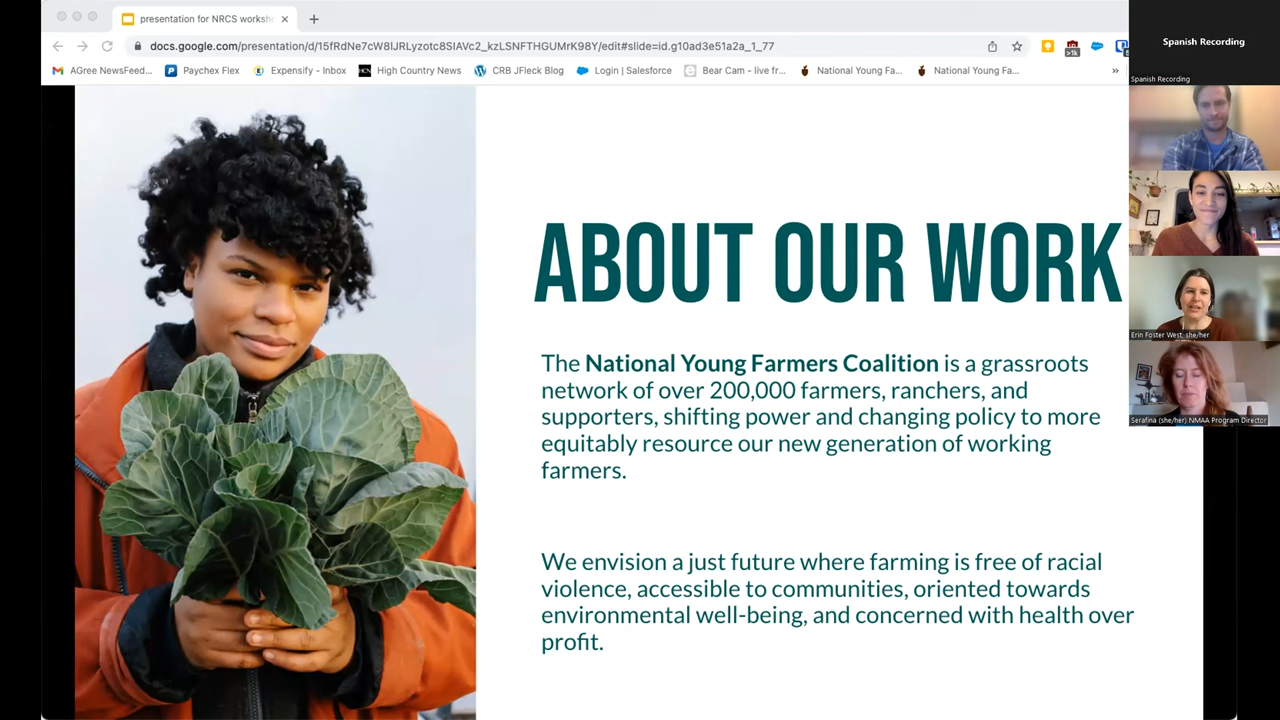 presentation for NRCS worksh
docs.google.com/presentation/d/15fRdNe7cW8lJRLyzotc8SIAVc2_kzLSNFTHGUMrK98Y/edit#slide=id.g10ad3e51a2a_1_77
AGree NewsFeed...
Paychex Flex
Expensify - Inbox
HCN High Country News
CRB JFleck Blog
Login | Salesforce
Bear Cam - live fr...
National Young Fa...
National Young Fa...
>1k
Spanish Recording
Spanish Recording
ABOUT OUR WORK
The National Young Farmers Coalition is a grassroots
network of over 200,000 farmers, ranchers, and
supporters, shifting power and changing policy to more
equitably resource our new generation of working
farmers.
We envision a just future where farming is free of racial
violence, accessible to communities, oriented towards
environmental well-being, and concerned with health over
profit.
Erin Foster West, she/her
Serafina (she/her) NMAA Program Director